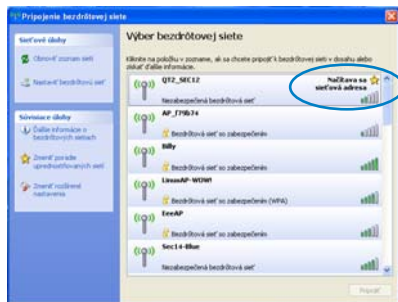 Pripojenie bezdrôtovej siete
Sieťové úlohy
Obnoviť zoznam sietí
Nastaviť bezdrôtovú sieť
Súvisiace úlohy
Ďalšie informácie o
bezdrôtových sieťach
Zmeniť poradie
uprednostňovaných sietí
Zmeniť rozšírené
nastavenia
Výber bezdrôtovej siete
Kliknite na položku v zozname, ak sa chcete pripojiť k bezdrôtovej sieti v dosahu alebo
získať ďalšie informácie.
QT2_SEC12
Načítava sa
sieťová adresa
Nezabezpečená bezdrôtová sieť
AP_f79b74
Bezdrôtová sieť so zabezpečením
Billy
Bezdrôtová sieť so zabezpečením
LinuxAP-WOW!
Bezdrôtová sieť so zabezpečením (WPA)
EeeAP
Bezdrôtová sieť so zabezpečením
Sec14-Blue
Nezabezpečená bezdrôtová sieť
Pripojiť